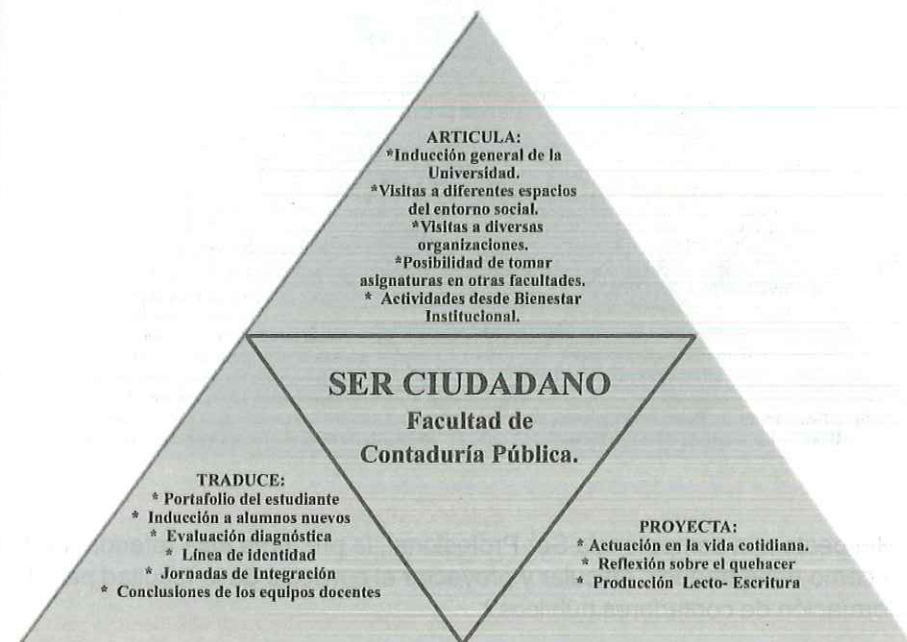 ARTICULA:
*Inducción general de la
Universidad.
*Visitas a diferentes espacios
del entorno social.
*Visitas a diversas
organizaciones.
*Posibilidad de tomar
asignaturas en otras facultades.
* Actividades desde Bienestar
Institucional.
SER CIUDADANO
Facultad de
Contaduría Pública.
TRADUCE:
* Portafolio del estudiante
* Inducción a alumnos nuevos
* Evaluación diagnóstica
* Línea de identidad
* Jornadas de Integración
* Conclusiones de los equipos docentes
PROYECTA:
* Actuación en la vida cotidiana.
* Reflexión sobre el quehacer
* Producción Lecto- Escritura